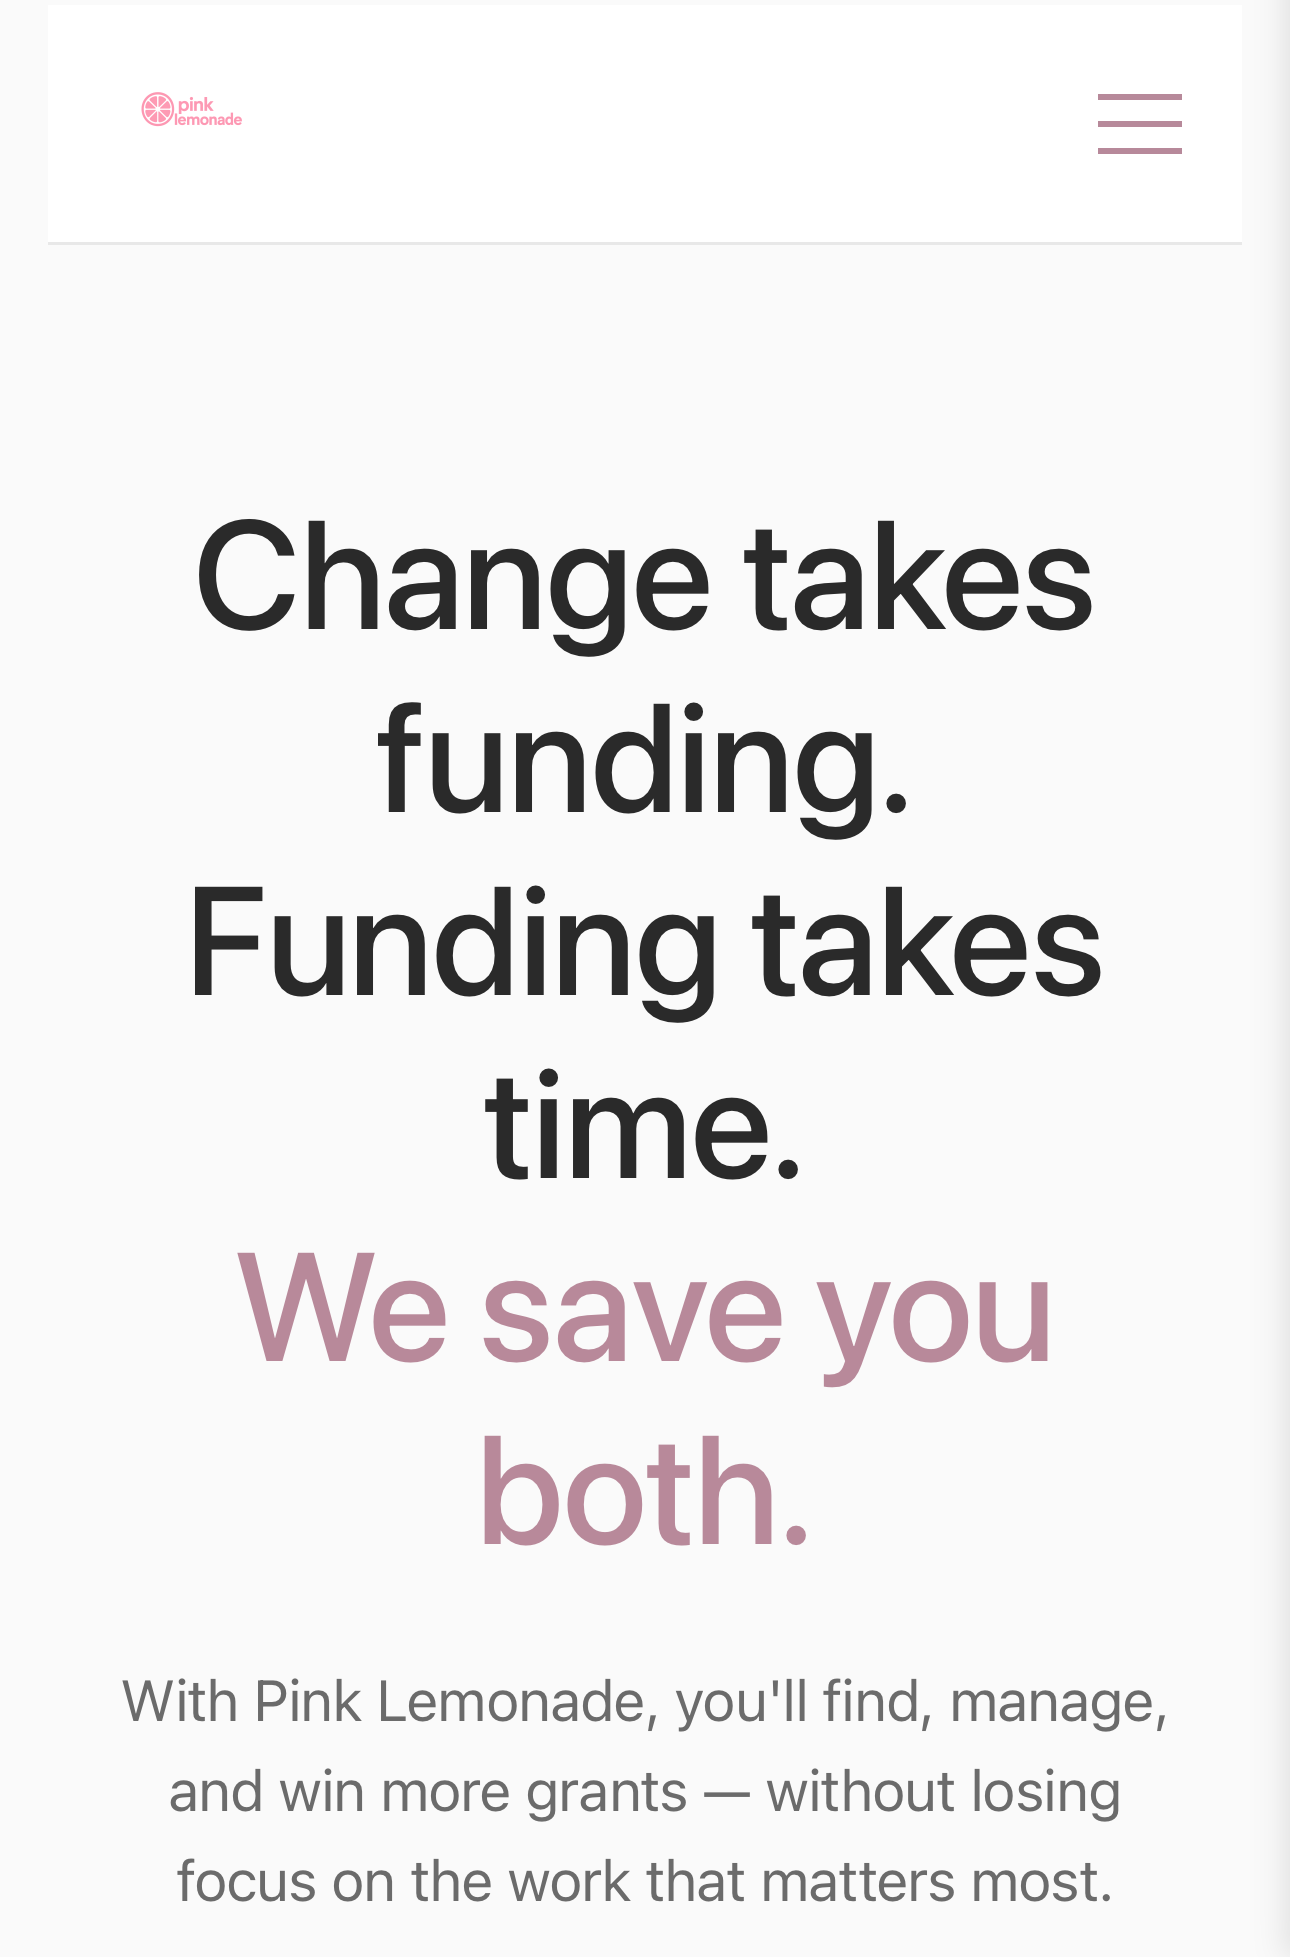 pink
lemonade
Change takes
funding.
Funding takes
time.
We save you
both.
With Pink Lemonade, you'll find, manage,
and win more grants — without losing
focus on the work that matters most.